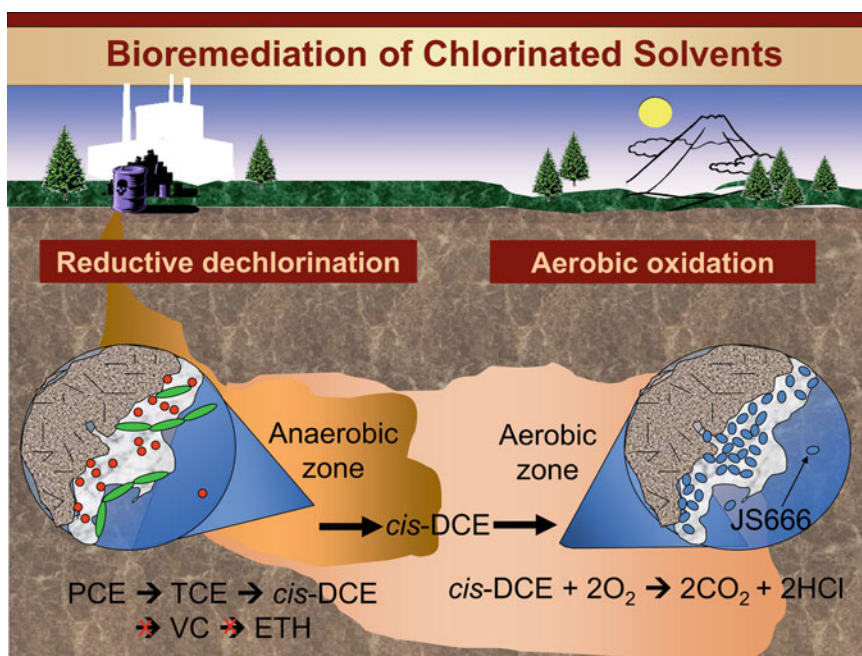 Bioremediation of Chlorinated Solvents
Reductive dechlorination
Aerobic oxidation
Anaerobic
zone
Aerobic
zone
JS666
cis-DCE
PCE → TCE → cis-DCE
→ VC → ETH
cis-DCE + 2O₂ → 2CO₂ + 2HCl